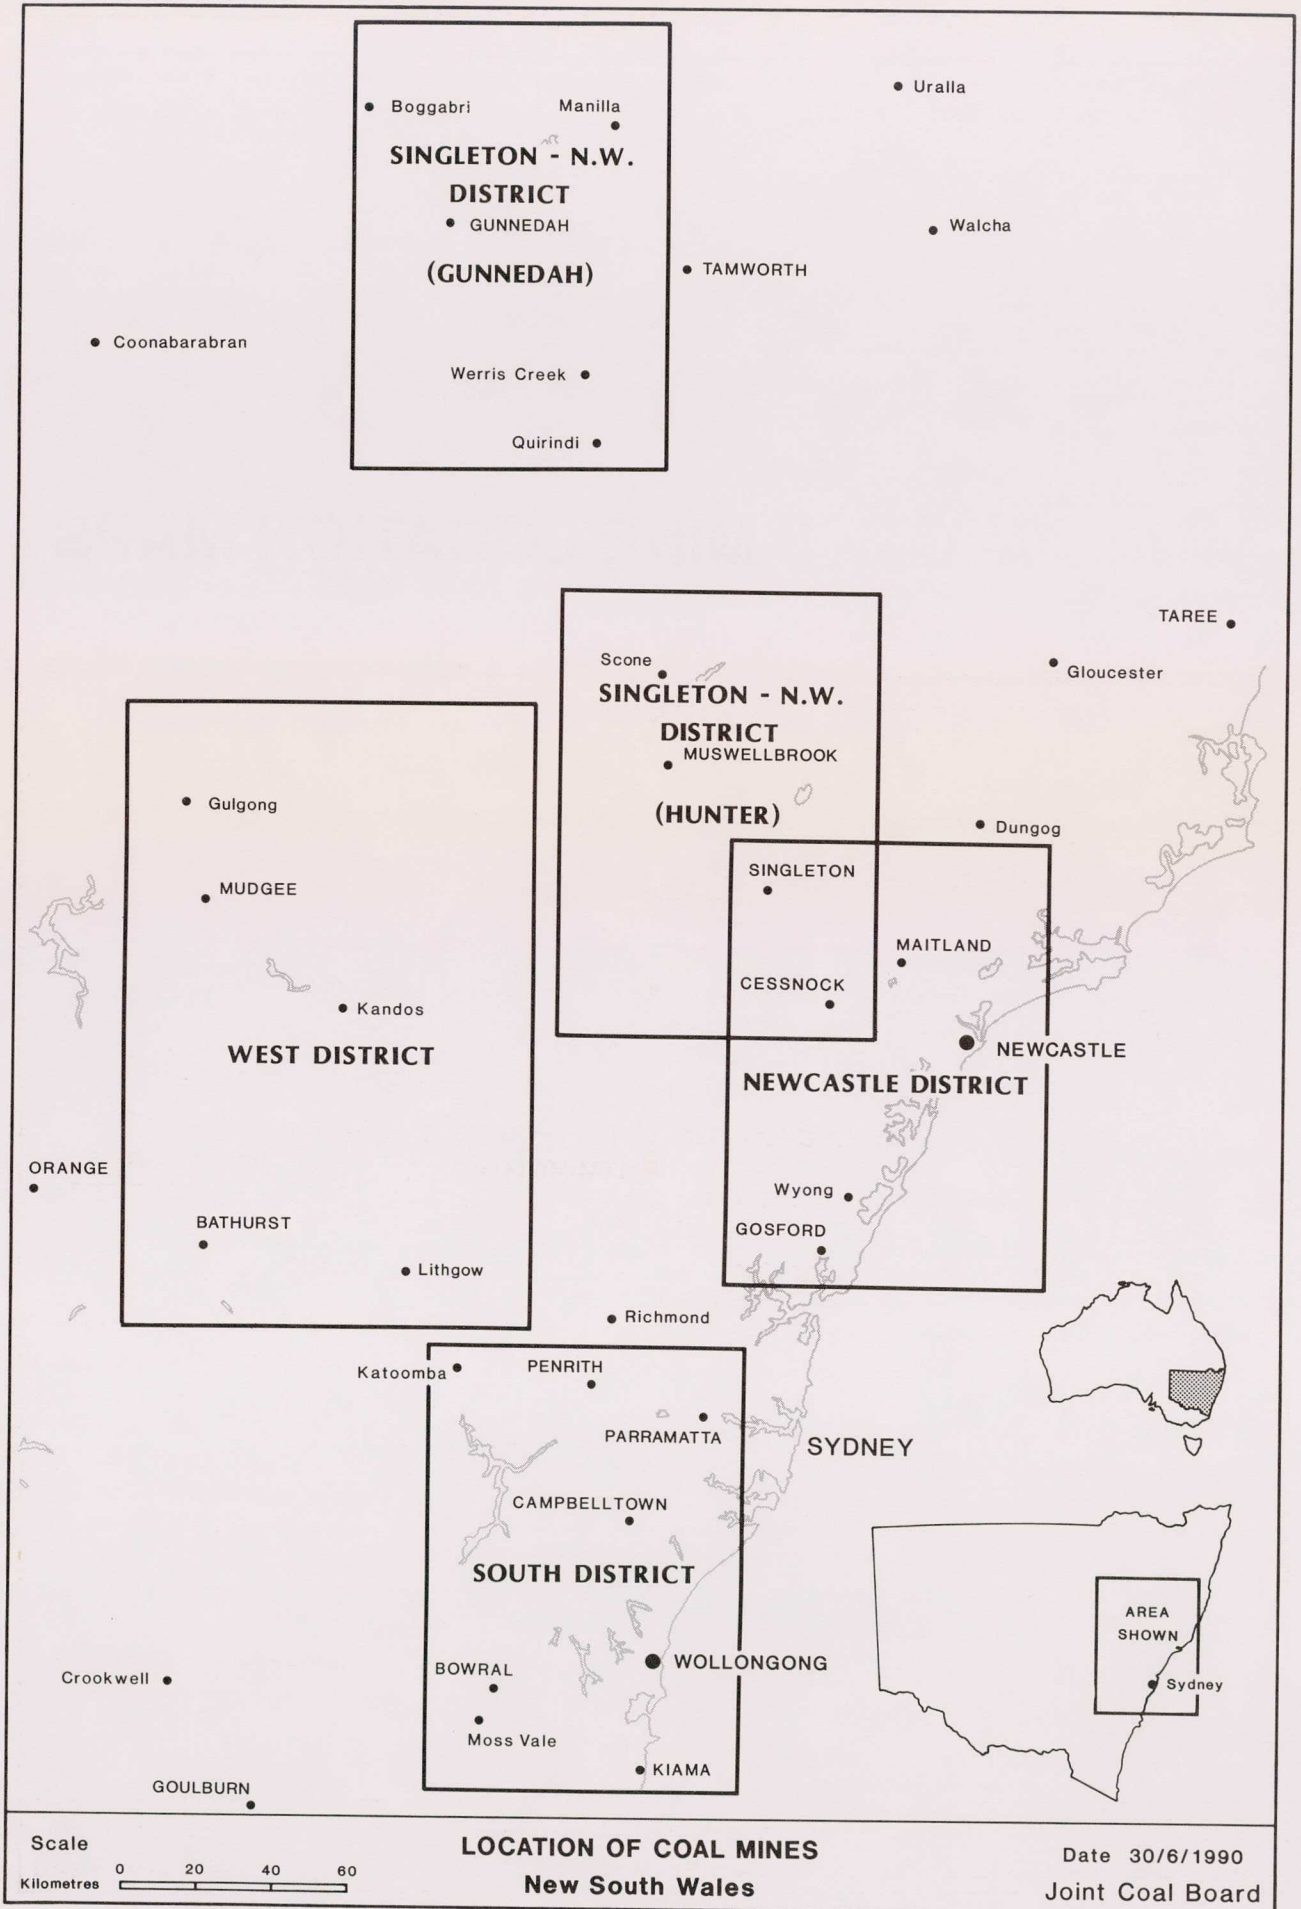 Uralla
Boggabri
Manilla
SINGLETON - N.W.
DISTRICT
GUNNEDAH
(GUNNEDAH)
Walcha
TAMWORTH
Coonabarabran
Werris Creek
Quirindi
TAREE
Gloucester
Scone
SINGLETON - N.W.
DISTRICT
MUSWELLBROOK
(HUNTER)
Gulgong
Dungog
SINGLETON
MUDGEE
MAITLAND
CESSNOCK
Kandos
NEWCASTLE
WEST DISTRICT
NEWCASTLE DISTRICT
ORANGE
Wyong
BATHURST
GOSFORD
Lithgow
Richmond
Katoomba
PENRITH
PARRAMATTA
SYDNEY
CAMPBELLTOWN
SOUTH DISTRICT
AREA
SHOWN
Sydney
WOLLONGONG
BOWRAL
Crookwell
Moss Vale
KIAMA
GOULBURN
Scale
Kilometres 0 20 40 60
LOCATION OF COAL MINES
New South Wales
Date 30/6/1990
Joint Coal Board